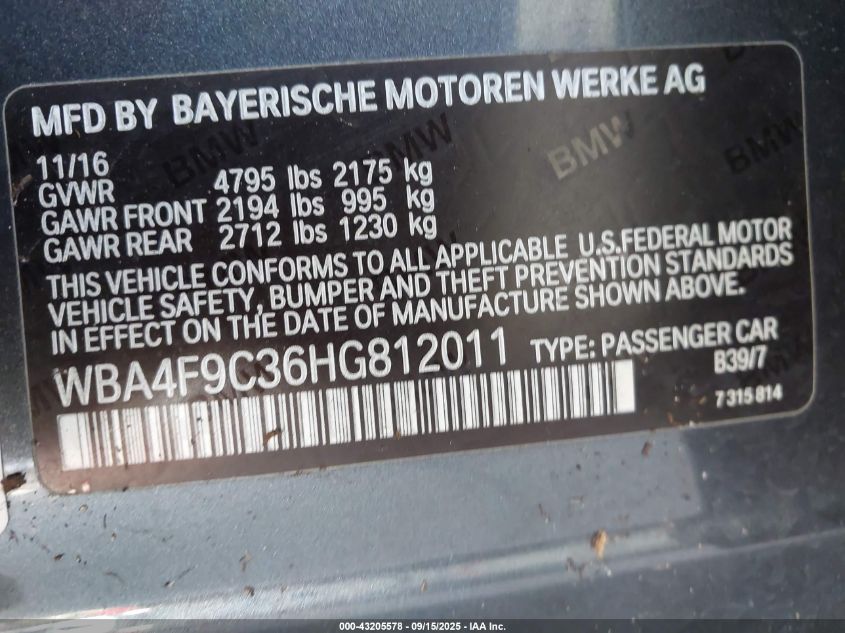 MFD BY BAYERISCHE MOTOREN WERKE AG
11/16
GVWR 4795 lbs 2175 kg
GAWR FRONT 2194 lbs 995 kg
GAWR REAR 2712 lbs 1230 kg
THIS VEHICLE CONFORMS TO ALL APPLICABLE U.S.FEDERAL MOTOR
VEHICLE SAFETY, BUMPER AND THEFT PREVENTION STANDARDS
IN EFFECT ON THE DATE OF MANUFACTURE SHOWN ABOVE.
WBA4F9C36HG812011 TYPE: PASSENGER CAR
B39/7
7 315 814
000-43205578 - 09/15/2025 - IAA Inc.